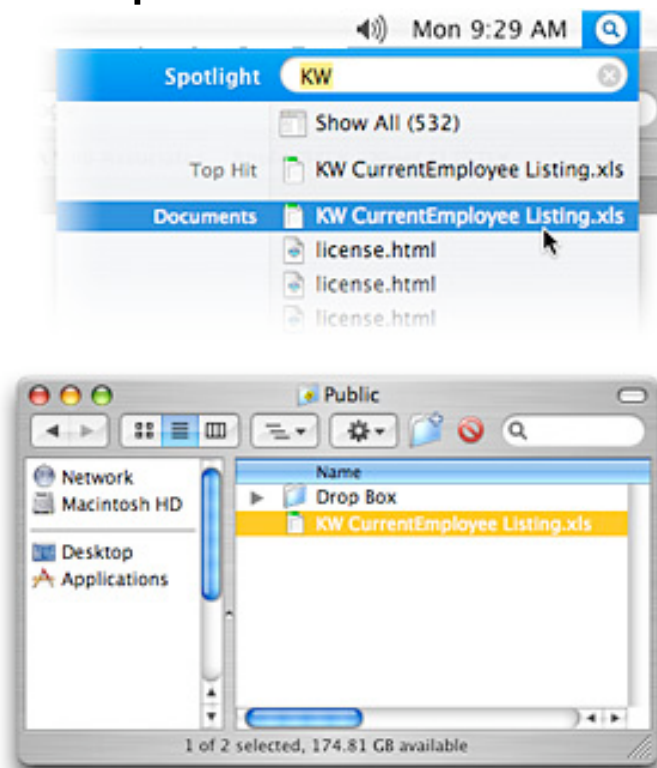 Mon 9:29 AM
Spotlight KW
Show All (532)
Top Hit KW CurrentEmployee Listing.xls
Documents KW CurrentEmployee Listing.xls
license.html
license.html
license.html
Public
Network
Macintosh HD
Desktop
Applications
Name
Drop Box
KW CurrentEmployee Listing.xls
1 of 2 selected, 174.81 GB available